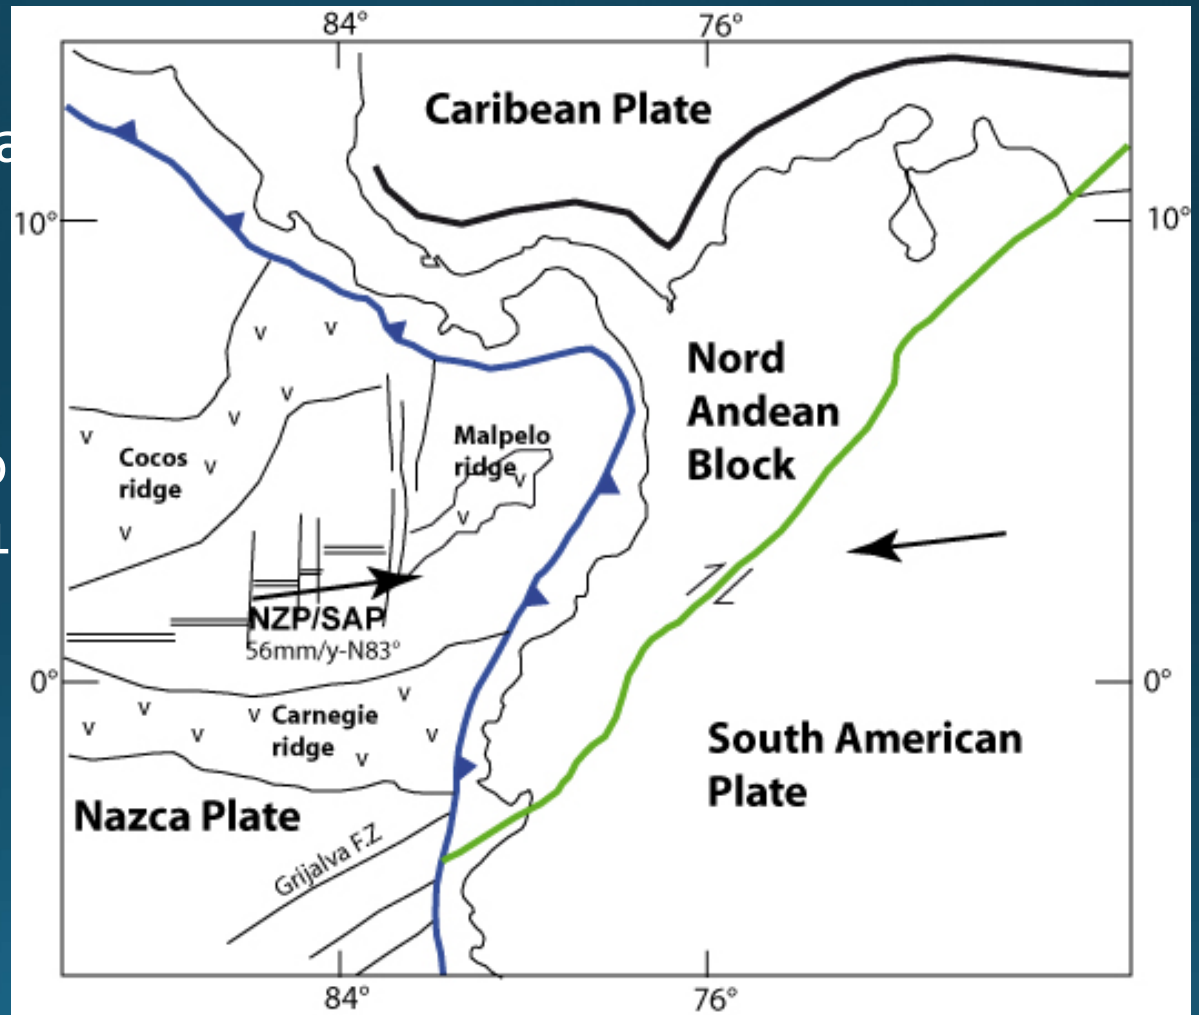 84°
76°
Caribean Plate
10°
10°
Nord
Andean
Block
Malpelo
ridge
Cocos
ridge
v
v
v
v
v
v
v
v
v
NZP/SAP
56mm/y-N83°
0°
0°
v
v
v
v
v
v
v
Carnegie
ridge
South American
Plate
Nazca Plate
Grijalva F.Z
84°
76°